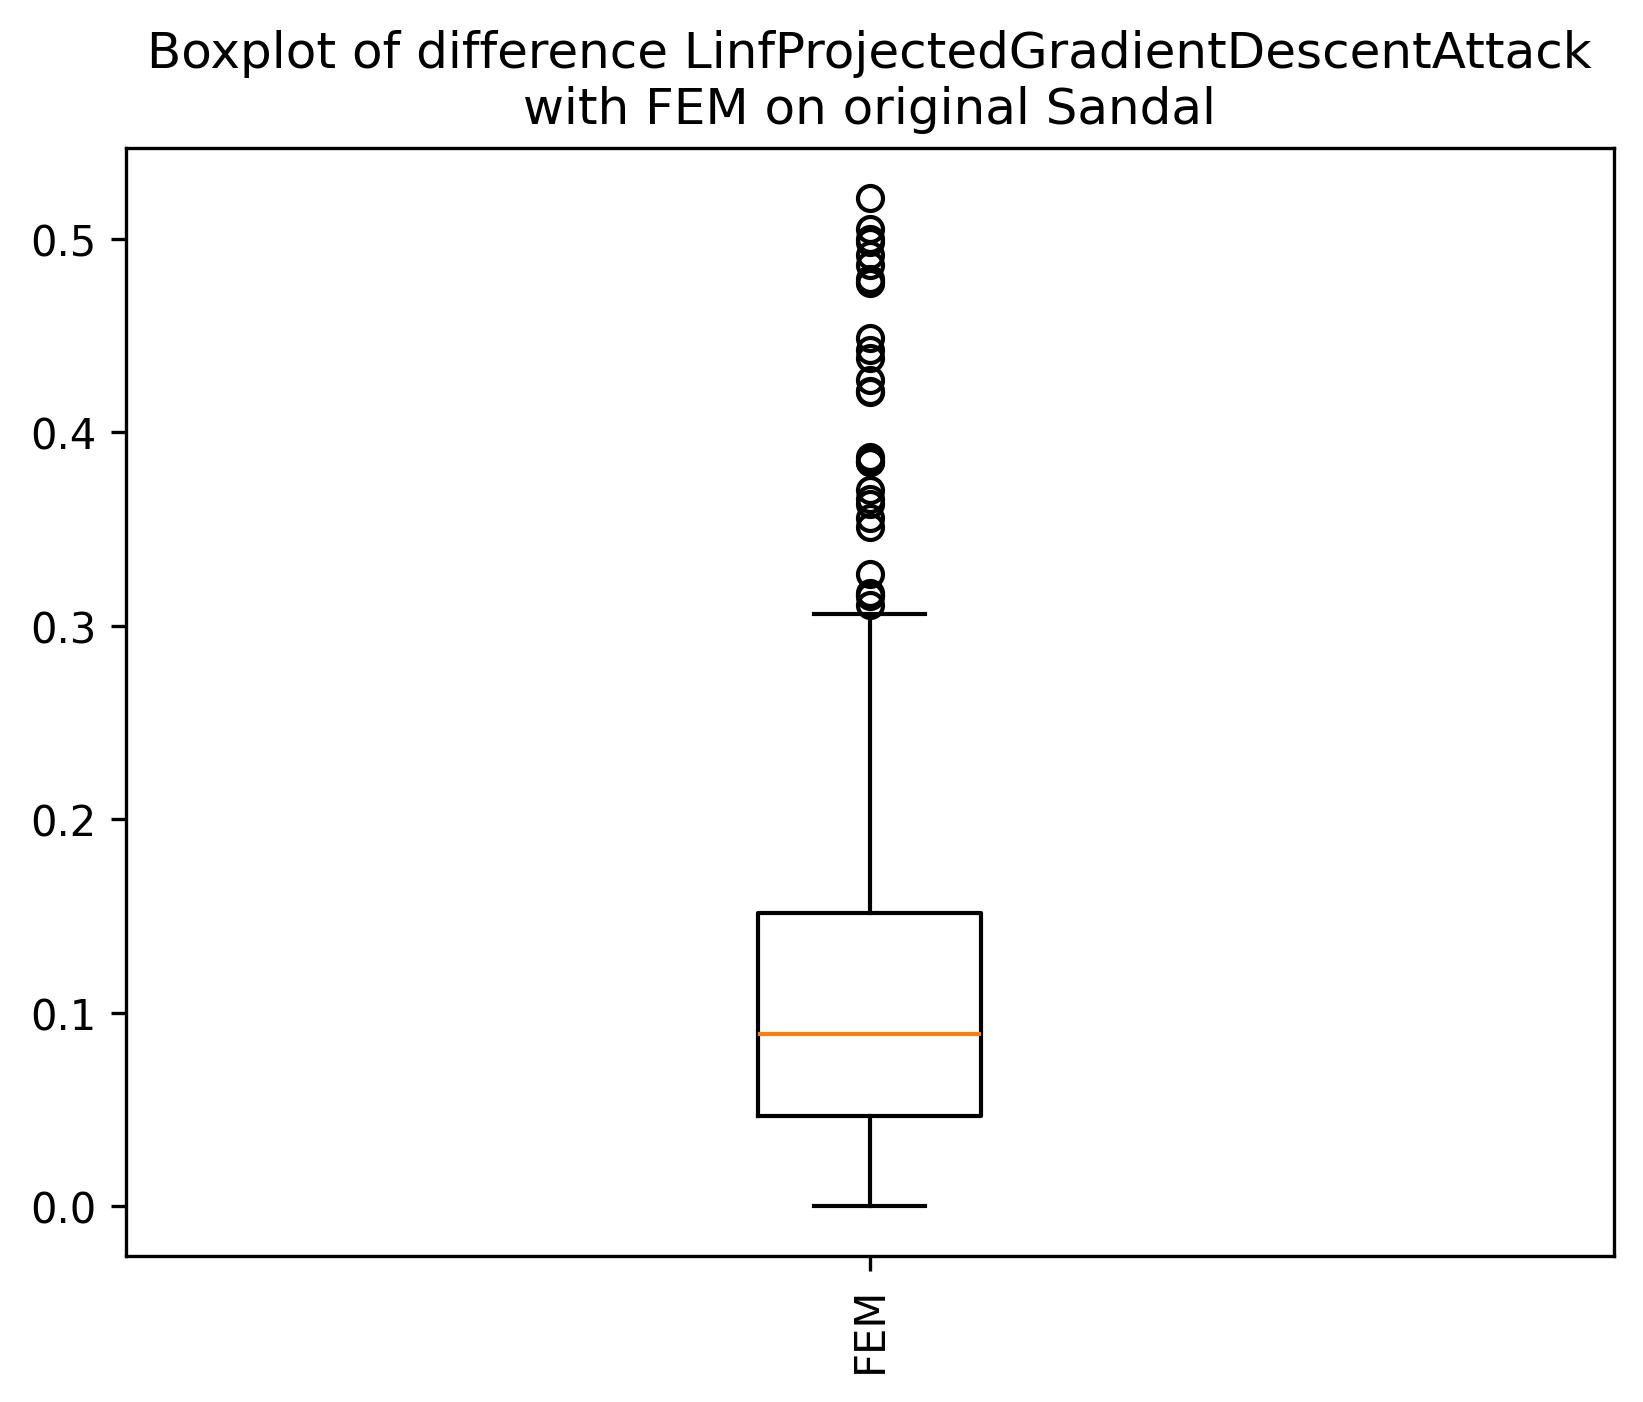 Boxplot of difference LinfProjectedGradientDescentAttack
with FEM on original Sandal
0.5
0.4
0.3
0.2
0.1
0.0
FEM